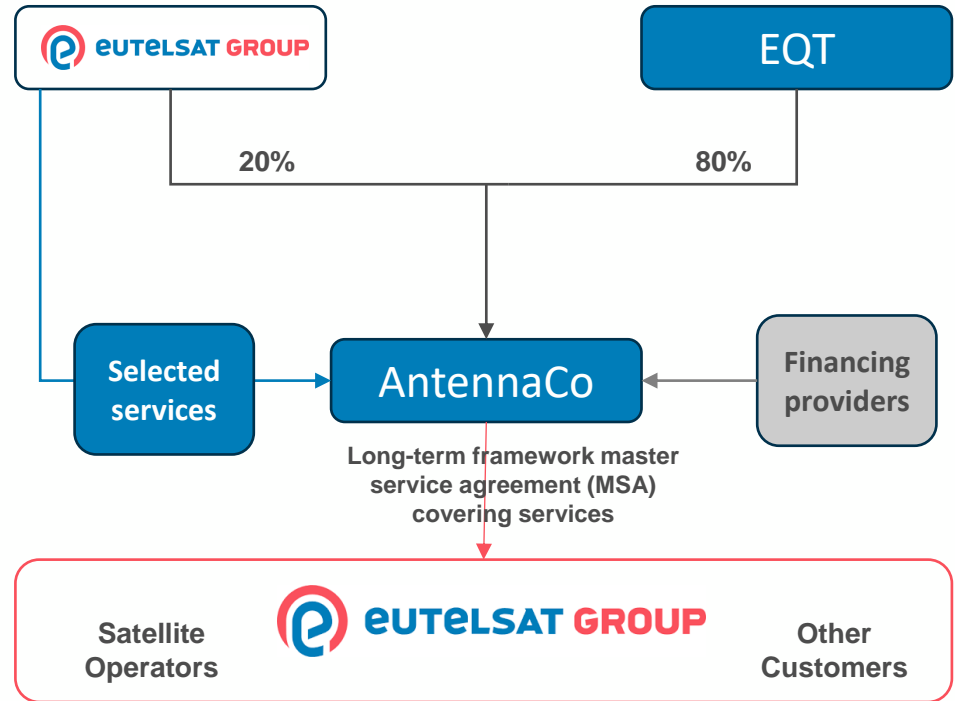 eutelsat GROUP
EQT
20%
80%
Selected
services
AntennaCo
Financing
providers
Long-term framework master
service agreement (MSA)
covering services
Satellite
Operators
eutelsat GROUP
Other
Customers